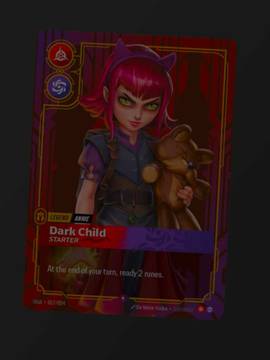 LEGEND ANNIE
Dark Child
STARTER
At the end of your turn, ready 2 runes.